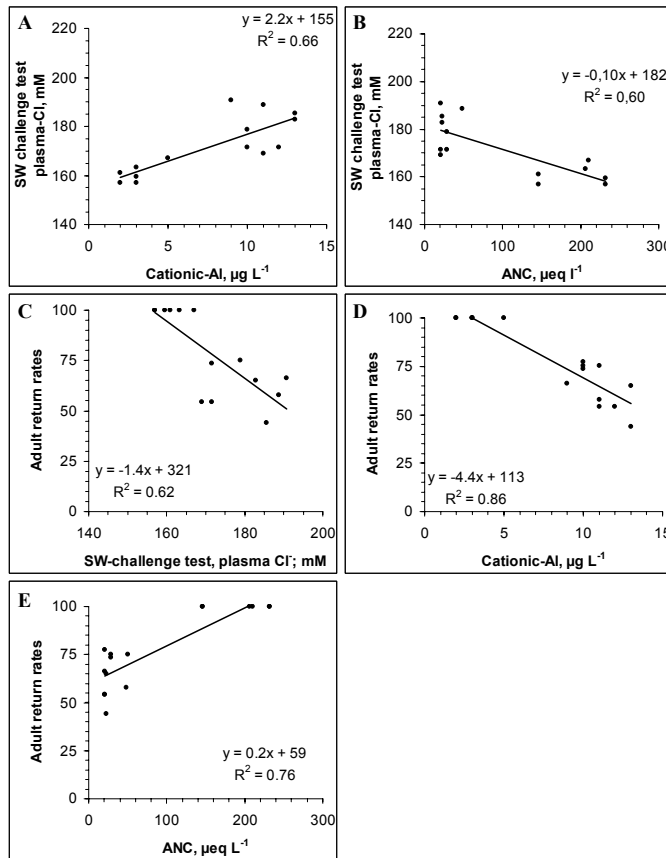 A
y = 2.2x + 155
R² = 0.66
SW challenge test
plasma-Cl, mM
220
200
180
160
140
0 5 10 15
Cationic-Al, µg L⁻¹
B
y = -0,10x + 182
R² = 0,60
SW challenge test
plasma-Cl, mM
220
200
180
160
140
0 100 200 300
ANC, µeq l⁻¹
C
Adult return rates
100
75
50
25
0
y = -1.4x + 321
R² = 0.62
140 160 180 200
SW-challenge test, plasma Cl⁻; mM
D
Adult return rates
100
75
50
25
0
y = -4.4x + 113
R² = 0.86
0 5 10 15
Cationic-Al, µg L⁻¹
E
Adult return rates
100
75
50
25
0
y = 0.2x + 59
R² = 0.76
0 100 200 300
ANC, µeq L⁻¹